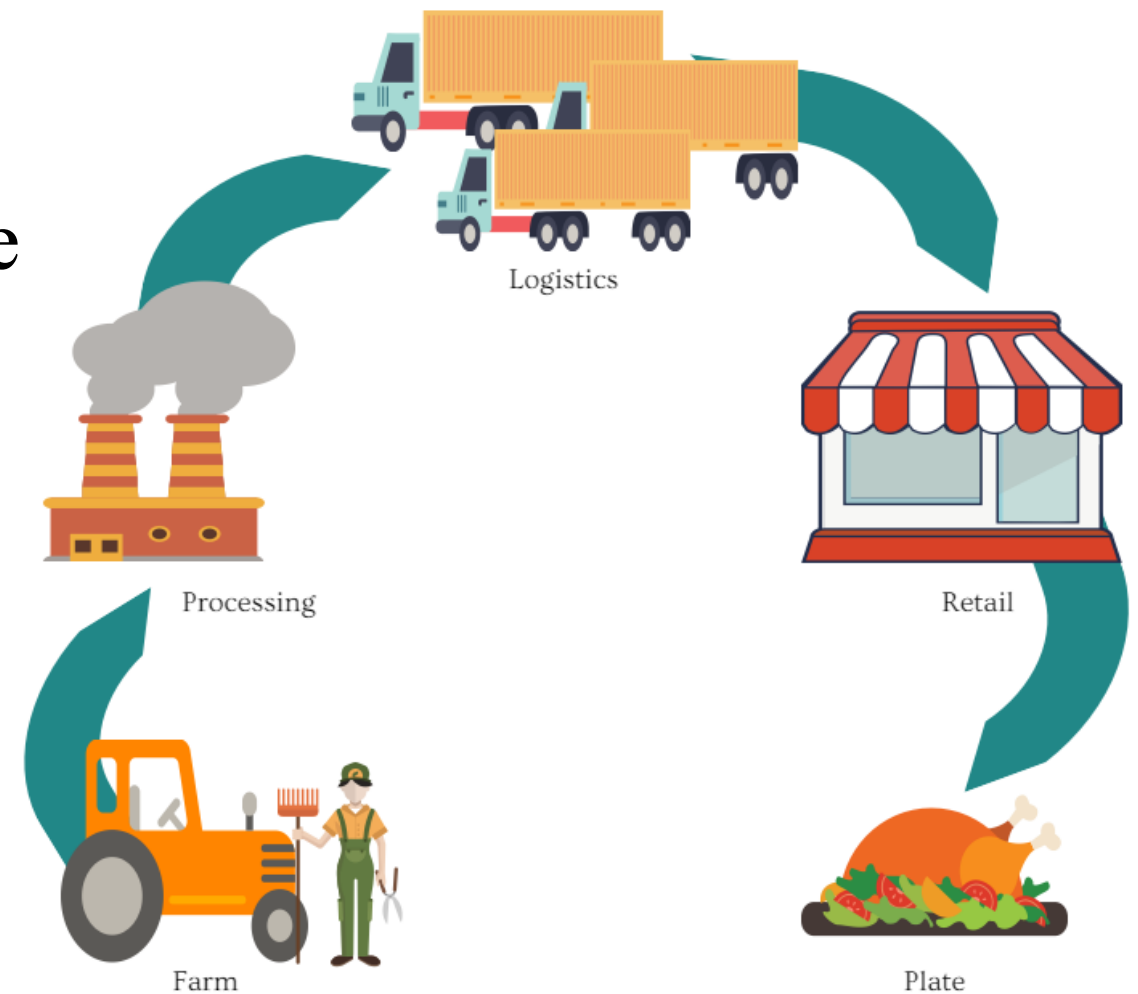 e
Logistics
Processing
Retail
Farm
Plate